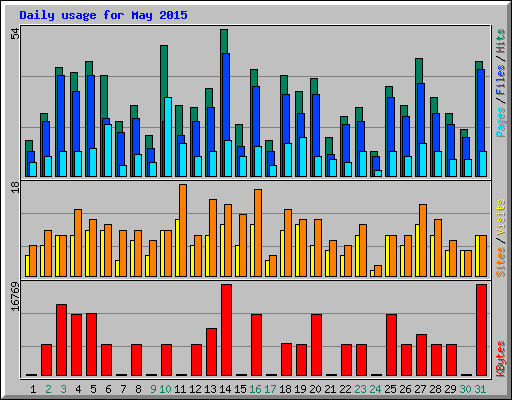 Daily usage for May 2015
54
Pages / Files / Hits
18
Sites / Visits
16769
KBytes
1 2 3 4 5 6 7 8 9 10 11 12 13 14 15 16 17 18 19 20 21 22 23 24 25 26 27 28 29 30 31